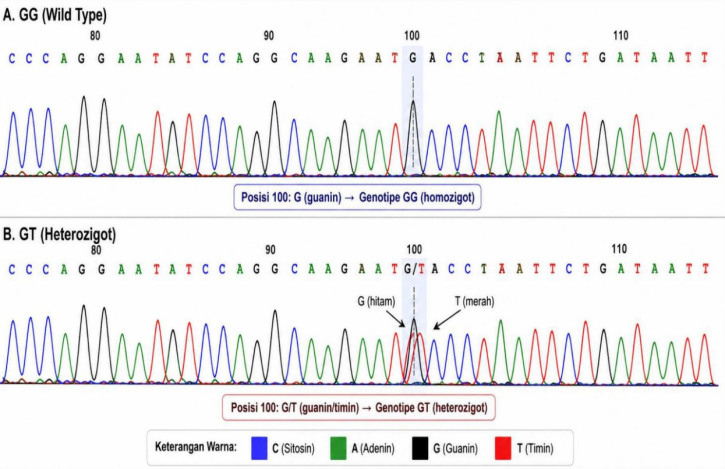 A. GG (Wild Type)
80 90 100 110
C C C A G G A A T A T C C A G G C A A G A A T G A C C T A A T T C T G A T A A T T
Posisi 100: G (guanin) → Genotipe GG (homozigot)
B. GT (Heterozigot)
80 90 100 110
C C C A G G A A T A T C C A G G C A A G A A T G/T A C C T A A T T C T G A T A A T T
G (hitam) T (merah)
Posisi 100: G/T (guanin/timin) → Genotipe GT (heterozigot)
Keterangan Warna: C (Sitosin) A (Adenin) G (Guanin) T (Timin)